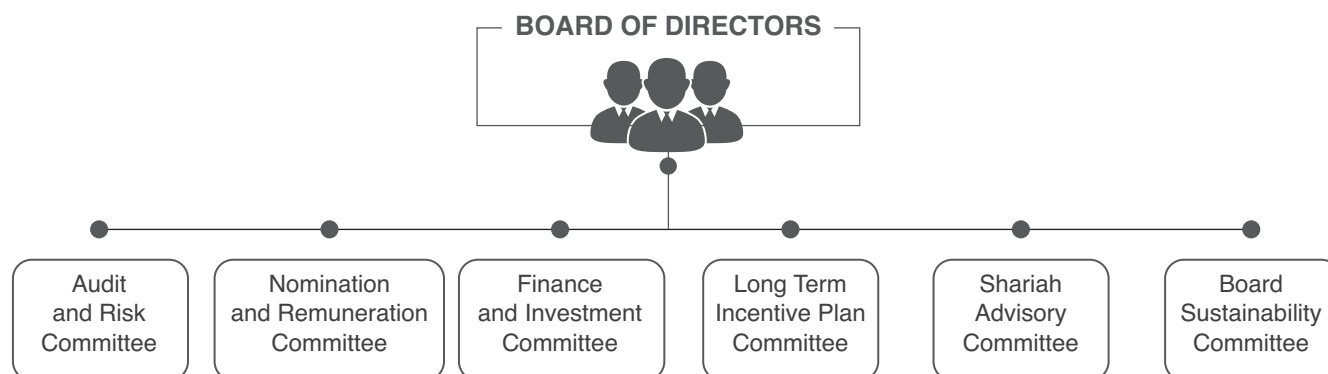 BOARD OF DIRECTORS
Audit
and Risk
Committee
Nomination
and Remuneration
Committee
Finance
and Investment
Committee
Long Term
Incentive Plan
Committee
Shariah
Advisory
Committee
Board
Sustainability
Committee